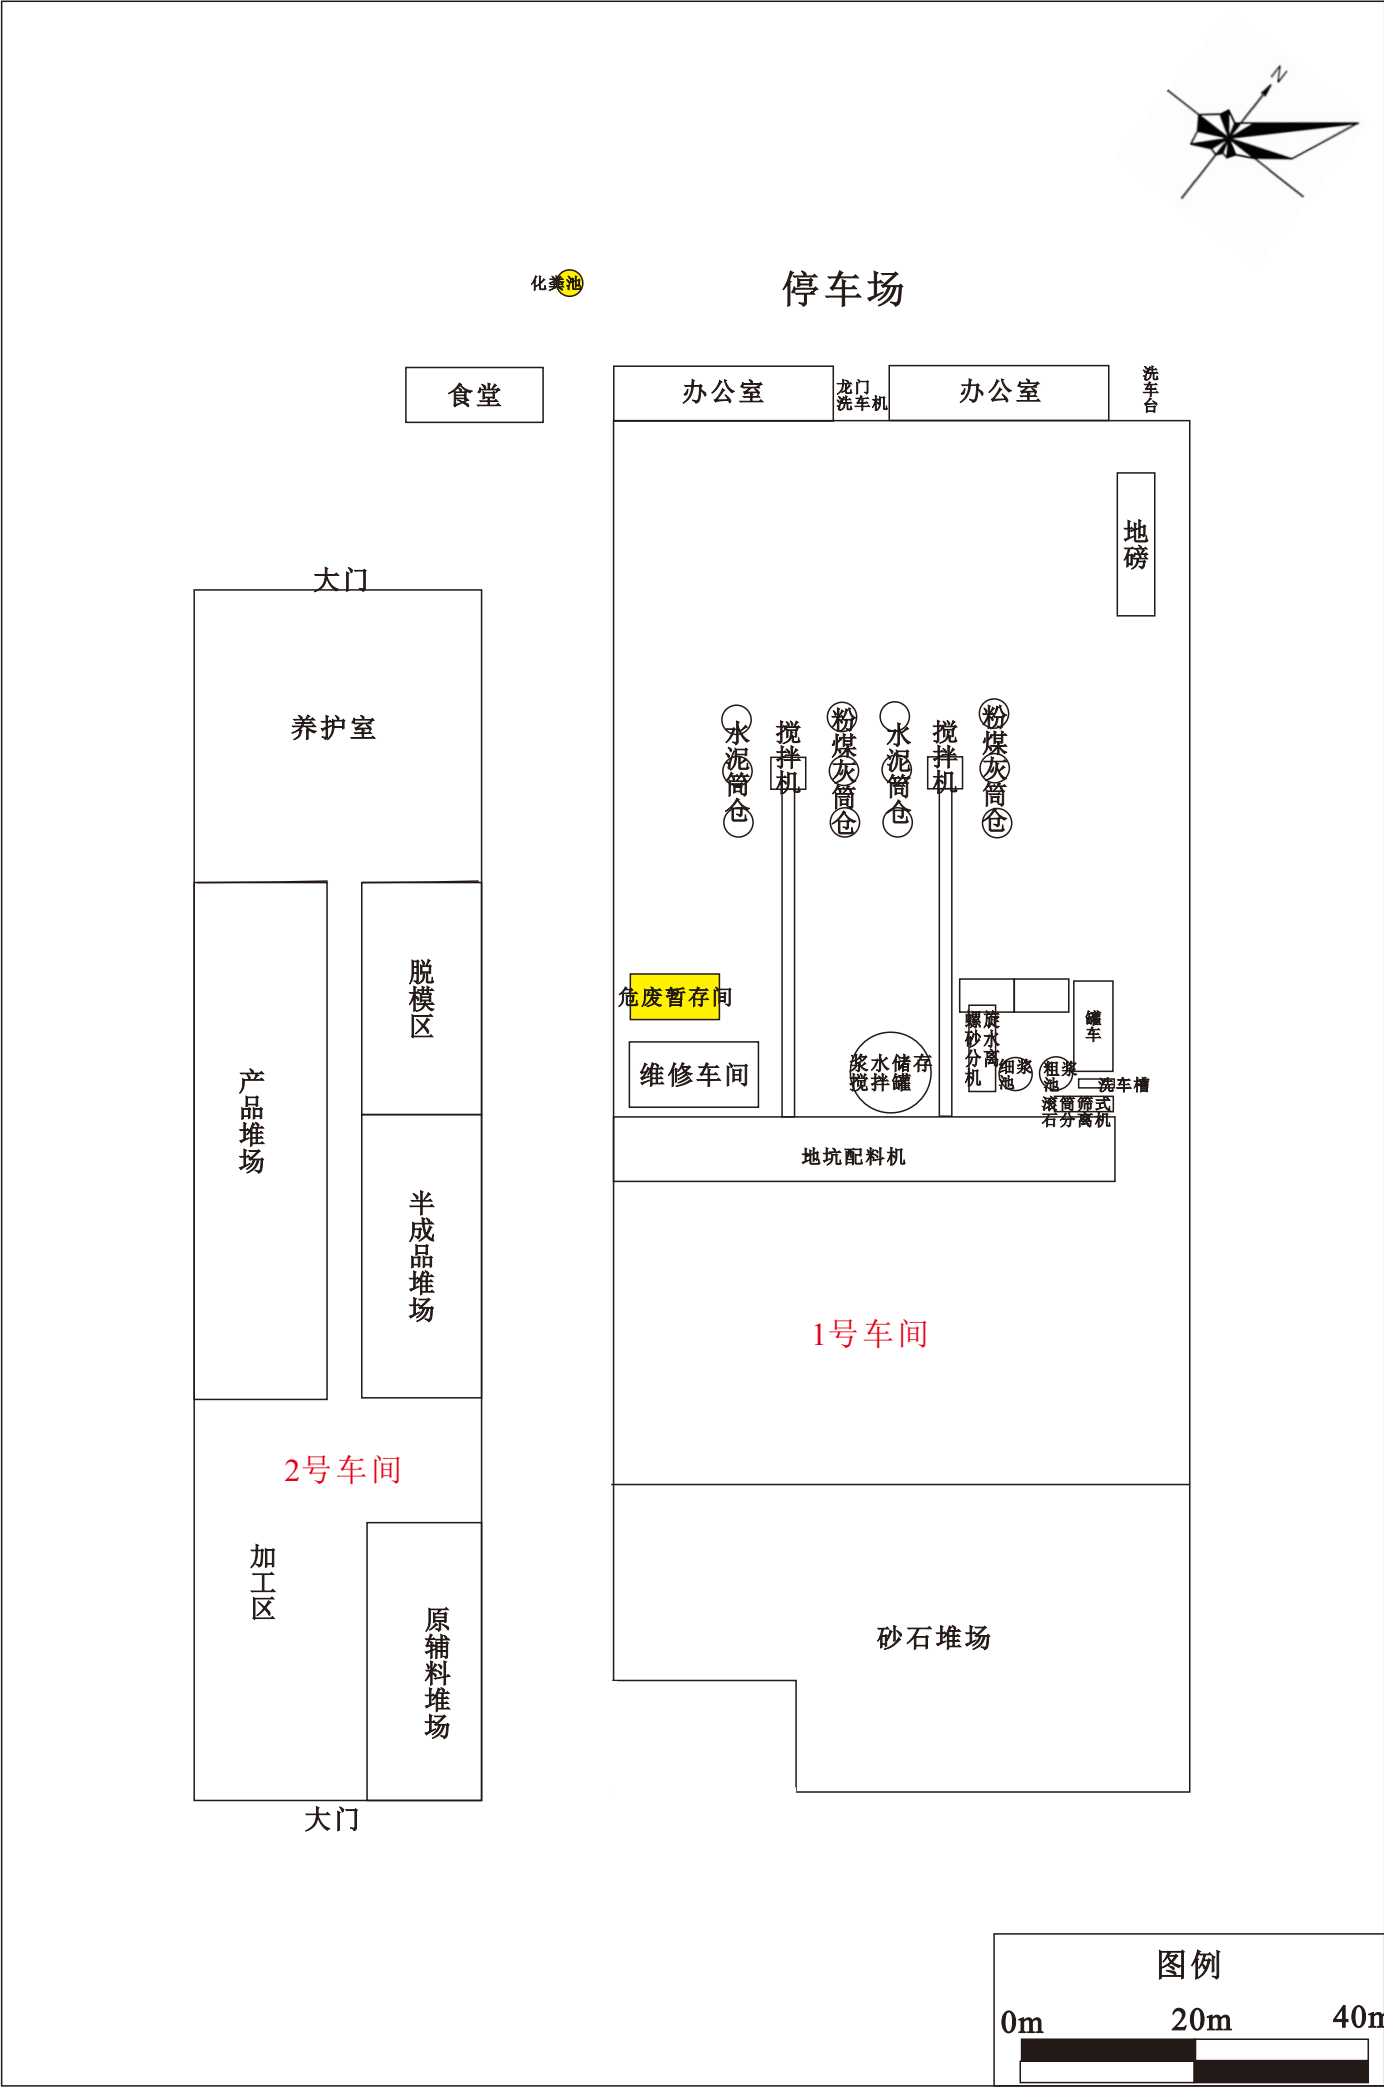 N
化粪池
停车场
食堂
办公室
龙门
洗车机
办公室
洗车台
地磅
大门
养护室
水泥筒仓
搅拌机
粉煤灰筒仓
水泥筒仓
搅拌机
粉煤灰筒仓
产品堆场
脱模区
半成品堆场
危废暂存间
维修车间
浆水储存
搅拌罐
螺旋
砂水
分离
机
细浆
池
粗浆
池
罐车
洗车槽
滚筒筛式
石分离机
地坑配料机
1号车间
2号车间
加工区
原辅料堆场
砂石堆场
大门
图例
0m
20m
40m